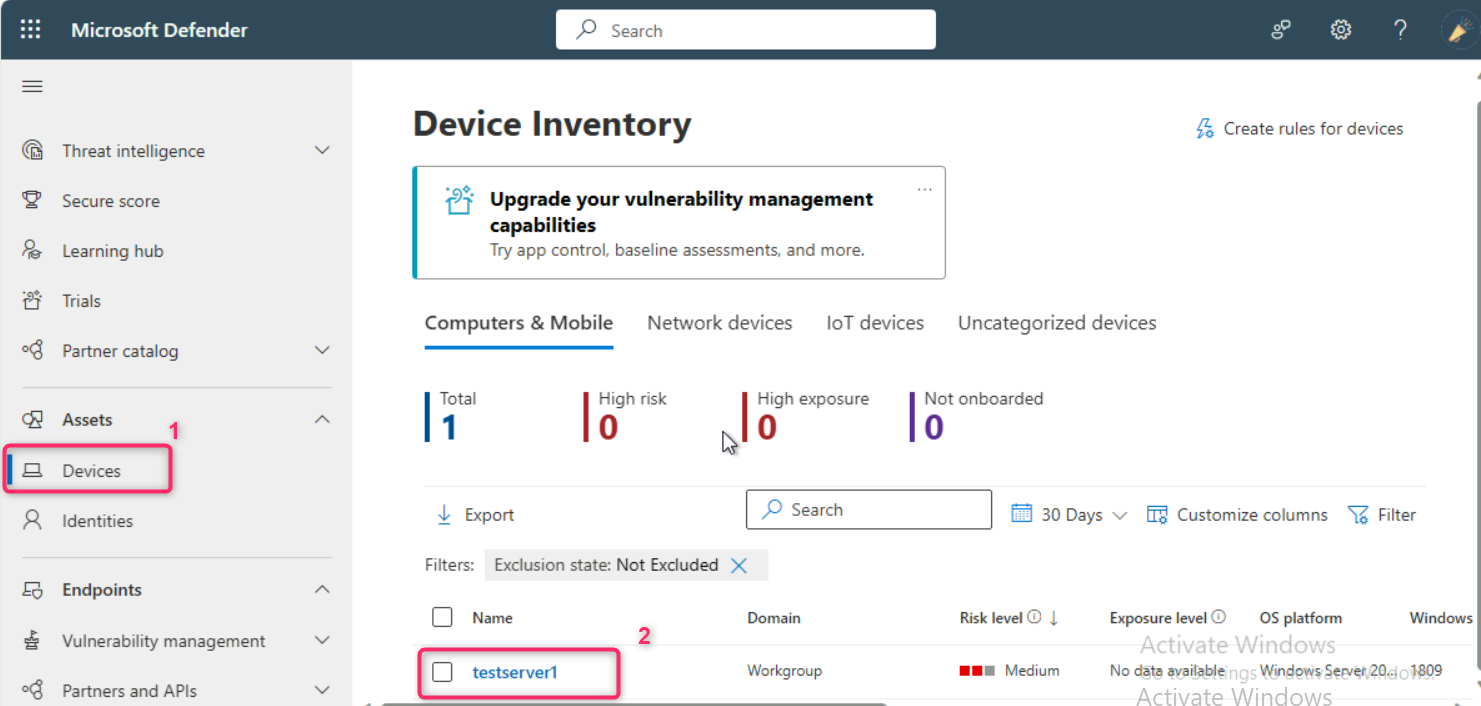 Microsoft Defender
Search
Threat intelligence
Secure score
Learning hub
Trials
Partner catalog
Assets
1
Devices
Identities
Endpoints
Vulnerability management
Partners and APIs
Device Inventory
Create rules for devices
Upgrade your vulnerability management
capabilities
Try app control, baseline assessments, and more.
Computers & Mobile Network devices IoT devices Uncategorized devices
Total High risk High exposure Not onboarded
1 0 0 0
Export Search 30 Days Customize columns Filter
Filters: Exclusion state: Not Excluded
Name Domain Risk level Exposure level OS platform Windows
2
Activate Windows
testserver1 Workgroup Medium No data available Windows Server 20... 1809
Go to Settings to activate Windows.
Activate Windows